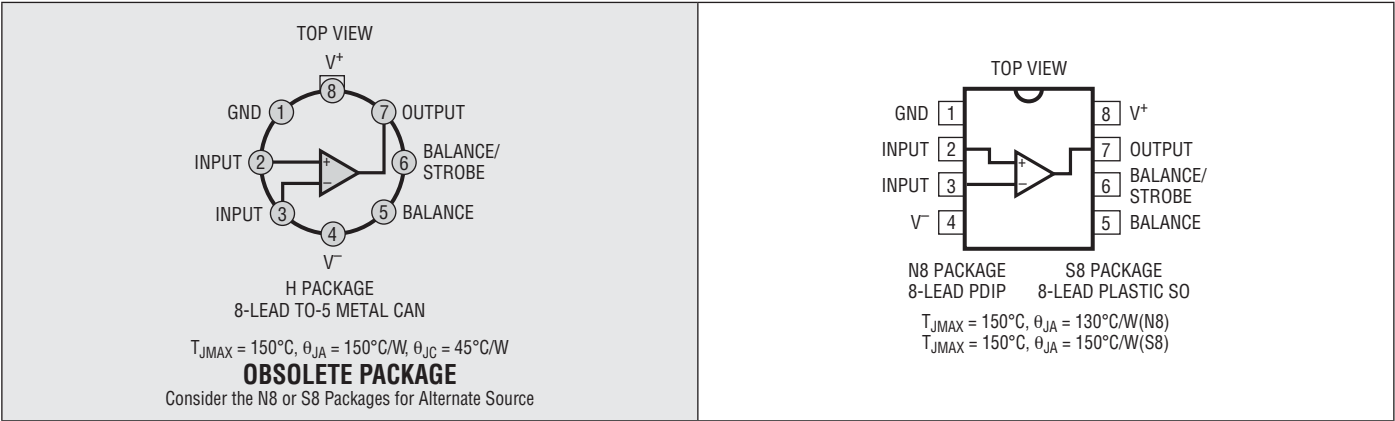 TOP VIEW
V+
8
GND 1
7 OUTPUT
INPUT 2
+
−
6 BALANCE/
STROBE
INPUT 3
5 BALANCE
4
V−
H PACKAGE
8-LEAD TO-5 METAL CAN
TJMAX = 150°C, θJA = 150°C/W, θJC = 45°C/W
OBSOLETE PACKAGE
Consider the N8 or S8 Packages for Alternate Source
TOP VIEW
GND 1
8 V+
INPUT 2
+
7 OUTPUT
INPUT 3
−
6 BALANCE/
STROBE
V− 4
5 BALANCE
N8 PACKAGE
8-LEAD PDIP
S8 PACKAGE
8-LEAD PLASTIC SO
TJMAX = 150°C, θJA = 130°C/W(N8)
TJMAX = 150°C, θJA = 150°C/W(S8)